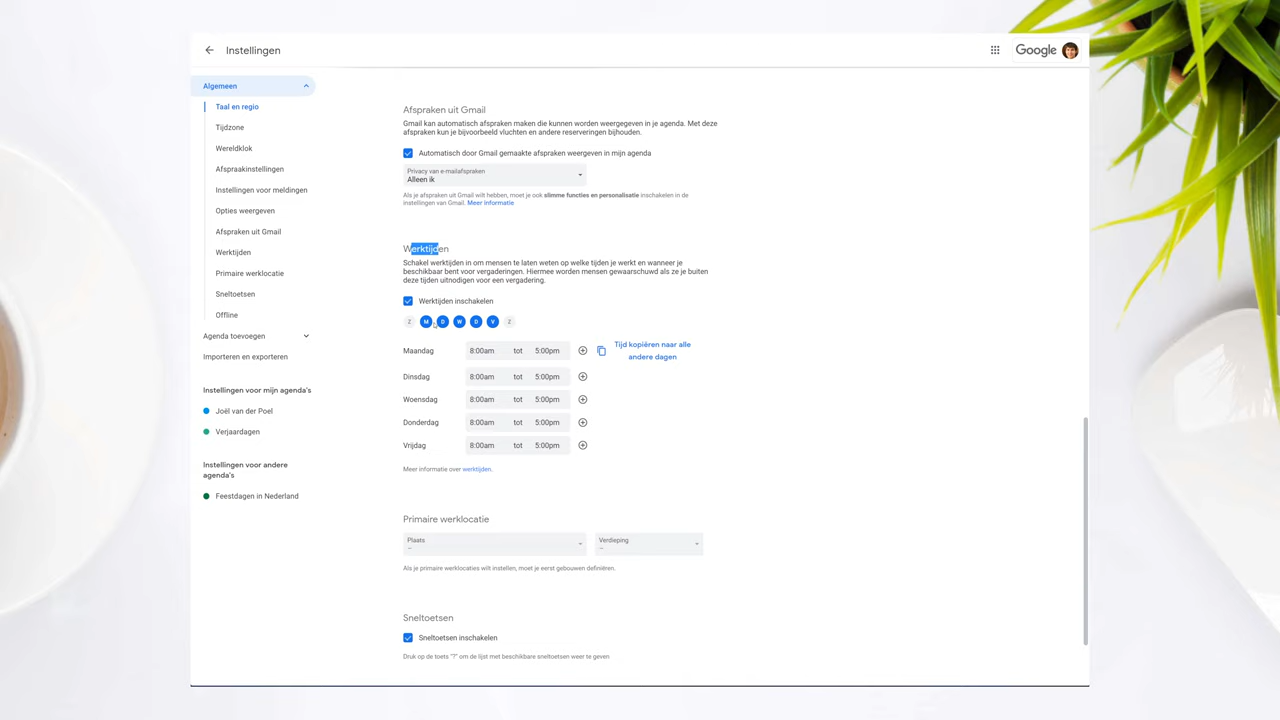 Instellingen
Google
Algemeen
Taal en regio
Tijdzone
Wereldklok
Afspraakinstellingen
Instellingen voor meldingen
Opties weergeven
Afspraken uit Gmail
Werktijden
Primaire werklocatie
Sneltoetsen
Offline
Agenda toevoegen
Importeren en exporteren
Instellingen voor mijn agenda's
Joël van der Poel
Verjaardagen
Instellingen voor andere
agenda's
Feestdagen in Nederland
Afspraken uit Gmail
Gmail kan automatisch afspraken maken die kunnen worden weergegeven in je agenda. Met deze
afspraken kun je bijvoorbeeld vluchten en andere reserveringen bijhouden.
Automatisch door Gmail gemaakte afspraken weergeven in mijn agenda
Privacy van e-mailafspraken
Alleen ik
Als je afspraken uit Gmail wilt hebben, moet je ook slimme functies en personalisatie inschakelen in de
instellingen van Gmail. Meer Informatie
Werktijden
Schakel werktijden in om mensen te laten weten op welke tijden je werkt en wanneer je
beschikbaar bent voor vergaderingen. Hiermee worden mensen gewaarschuwd als ze je buiten
deze tijden uitnodigen voor een vergadering.
Werktijden inschakelen
Z M D W D V Z
Maandag 8:00am tot 5:00pm Tijd kopiëren naar alle
andere dagen
Dinsdag 8:00am tot 5:00pm
Woensdag 8:00am tot 5:00pm
Donderdag 8:00am tot 5:00pm
Vrijdag 8:00am tot 5:00pm
Meer informatie over werktijden.
Primaire werklocatie
Plaats Verdieping
– –
Als je primaire werklocaties wilt instellen, moet je eerst gebouwen definiëren.
Sneltoetsen
Sneltoetsen inschakelen
Druk op de toets "?" om de lijst met beschikbare sneltoetsen weer te geven